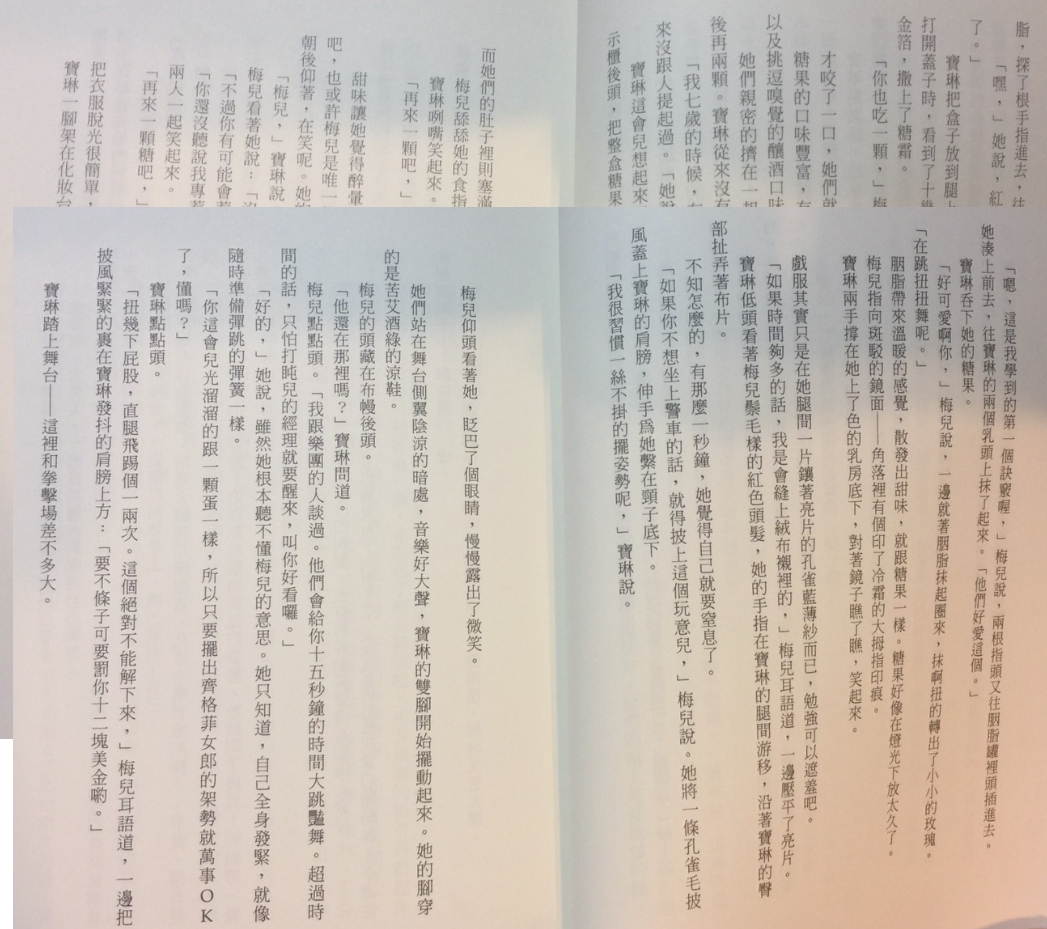 脂,探了根手指進去,往
「嘿,」她說,紅
了。」
寶琳把盒子放到腿上
打開蓋子時,看到了十幾
金箔,撒上了糖霜。
「你也吃一顆,」梅
才咬了一口,她們就
糖果的口味豐富,有
以及挑逗嗅覺的釀酒口味
她們親密的擠在一起
後再兩顆。寶琳從來沒有
「我七歲的時候,在
來沒跟人提起過。「她說
寶琳這會兒想起來
示櫃後頭,把整盒糖果
而她們的肚子裡則塞滿
梅兒舔舔她的食指
寶琳咧嘴笑起來。
「再來一顆吧,」
甜味讓她覺得醉暈
吧,也或許梅兒是唯一
朝後仰著,在笑呢。她的
「梅兒,」寶琳說
梅兒看著她說:「沒
「不過你有可能會
「你還沒聽說我專
兩人一起笑起來。
「再來一顆糖吧,」
把衣服脫光很簡單,
寶琳一腳架在化妝台
「嗯,這是我學到的第一個訣竅喔,」梅兒說,兩根指頭又往胭脂罐裡頭插進去。
她湊上前去,往寶琳的兩個乳頭上抹了起來。「他們好愛這個。」
寶琳吞下她的糖果。
「好可愛啊你,」梅兒說,一邊就著胭脂抹起圈來,抹啊扭的轉出了小小的玫瑰。
「在跳扭扭舞呢。」
胭脂帶來溫暖的感覺,散發出甜味,就跟糖果一樣。糖果好像在燈光下放太久了。
梅兒指向斑駁的鏡面——角落裡有個印了冷霜的大拇指印痕。
寶琳兩手撐在她上了色的乳房底下,對著鏡子瞧了瞧,笑起來。
戲服其實只是在她腿間一片鑲著亮片的孔雀藍薄紗而已,勉強可以遮羞吧。
「如果時間夠多的話,我是會縫上絨布襯裡的,」梅兒耳語道,一邊壓平了亮片。
寶琳低頭看著梅兒鬃毛樣的紅色頭髮,她的手指在寶琳的腿間游移,沿著寶琳的臀
部扯弄著布片。
不知怎麼的,有那麼一秒鐘,她覺得自己就要窒息了。
「如果你不想坐上警車的話,就得披上這個玩意兒,」梅兒說。她將一條孔雀毛披
風蓋上寶琳的肩膀,伸手爲她繫在頸子底下。
「我很習慣一絲不掛的擺姿勢呢,」寶琳說。
梅兒仰頭看著她,眨巴了個眼睛,慢慢露出了微笑。
她們站在舞台側翼陰涼的暗處,音樂好大聲,寶琳的雙腳開始擺動起來。她的腳穿
的是苦艾酒綠的涼鞋。
梅兒的頭藏在布幔後頭。
「他還在那裡嗎?」寶琳問道。
梅兒點點頭。「我跟樂團的人談過。他們會給你十五秒鐘的時間大跳豔舞。超過時
間的話,只怕打盹兒的經理就要醒來,叫你好看囉。」
「好的,」她說,雖然她根本聽不懂梅兒的意思。她只知道,自己全身發緊,就像
隨時準備彈跳的彈簧一樣。
「你這會兒光溜溜的跟一顆蛋一樣,所以只要擺出齊格菲女郎的架勢就萬事OK
了,懂嗎?」
寶琳點點頭。
「扭幾下屁股,直腿飛踢個一兩次。這個絕對不能解下來,」梅兒耳語道,一邊把
披風緊緊的裹在寶琳發抖的肩膀上方:「要不條子可要罰你十二塊美金喲。」
寶琳踏上舞台——這裡和拳擊場差不多大。